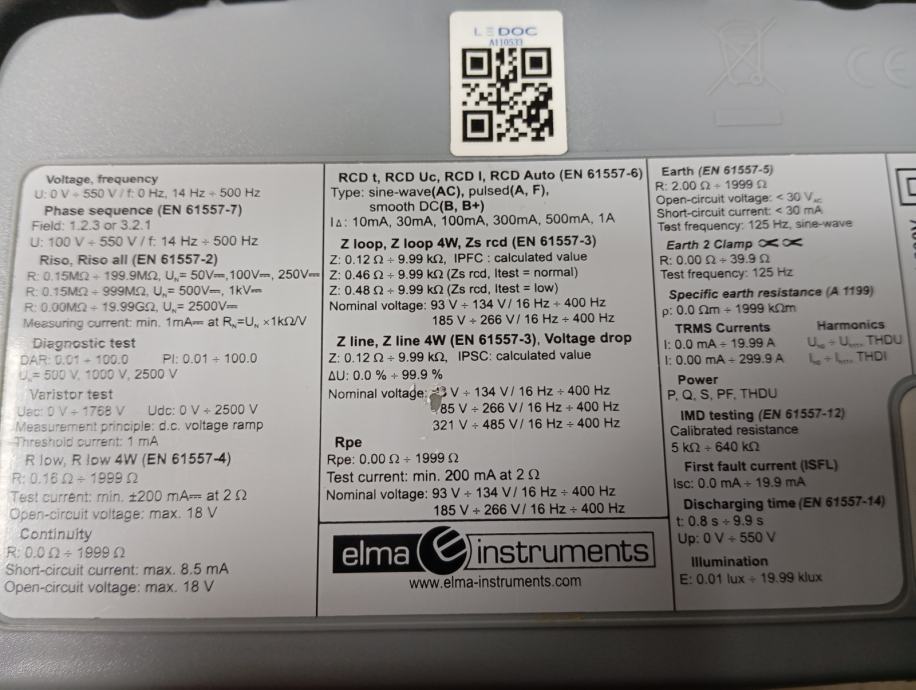 LEDOC
A110533
Voltage, frequency
U: 0 V ÷ 550 V / f: 0 Hz, 14 Hz ÷ 500 Hz
Phase sequence (EN 61557-7)
Field: 1.2.3 or 3.2.1
U: 100 V ÷ 550 V / f: 14 Hz ÷ 500 Hz
Riso, Riso all (EN 61557-2)
R: 0.15MΩ ÷ 199.9MΩ, Uₙ= 50V⎓,100V⎓, 250V⎓
R: 0.15MΩ ÷ 999MΩ, Uₙ= 500V⎓, 1kV⎓
R: 0.00MΩ ÷ 19.99GΩ, Uₙ= 2500V⎓
Measuring current: min. 1mA⎓ at Rₙ=Uₙ x1kΩ/V
Diagnostic test
DAR: 0.01 ÷ 100.0 PI: 0.01 ÷ 100.0
Uₙ= 500 V, 1000 V, 2500 V
Varistor test
Uac: 0 V ÷ 1768 V Udc: 0 V ÷ 2500 V
Measurement principle: d.c. voltage ramp
Threshold current: 1 mA
R low, R low 4W (EN 61557-4)
R: 0.16 Ω ÷ 1999 Ω
Test current: min. ±200 mA⎓ at 2 Ω
Open-circuit voltage: max. 18 V
Continuity
R: 0.0 Ω ÷ 1999 Ω
Short-circuit current: max. 8.5 mA
Open-circuit voltage: max. 18 V
RCD t, RCD Uc, RCD I, RCD Auto (EN 61557-6)
Type: sine-wave(AC), pulsed(A, F),
smooth DC(B, B+)
I∆: 10mA, 30mA, 100mA, 300mA, 500mA, 1A
Z loop, Z loop 4W, Zs rcd (EN 61557-3)
Z: 0.12 Ω ÷ 9.99 kΩ, IPFC : calculated value
Z: 0.46 Ω ÷ 9.99 kΩ (Zs rcd, Itest = normal)
Z: 0.48 Ω ÷ 9.99 kΩ (Zs rcd, Itest = low)
Nominal voltage: 93 V ÷ 134 V/ 16 Hz ÷ 400 Hz
185 V ÷ 266 V/ 16 Hz ÷ 400 Hz
Z line, Z line 4W (EN 61557-3), Voltage drop
Z: 0.12 Ω ÷ 9.99 kΩ, IPSC: calculated value
∆U: 0.0 % ÷ 99.9 %
Nominal voltage: 3 V ÷ 134 V/ 16 Hz ÷ 400 Hz
85 V ÷ 266 V/ 16 Hz ÷ 400 Hz
321 V ÷ 485 V/ 16 Hz ÷ 400 Hz
Rpe
Rpe: 0.00 Ω ÷ 1999 Ω
Test current: min. 200 mA at 2 Ω
Nominal voltage: 93 V ÷ 134 V/ 16 Hz ÷ 400 Hz
185 V ÷ 266 V/ 16 Hz ÷ 400 Hz
elma instruments
www.elma-instruments.com
CE
Earth (EN 61557-5)
R: 2.00 Ω ÷ 1999 Ω
Open-circuit voltage: < 30 Vac
Short-circuit current: < 30 mA
Test frequency: 125 Hz, sine-wave
Earth 2 Clamp
R: 0.00 Ω ÷ 39.9 Ω
Test frequency: 125 Hz
Specific earth resistance (A 1199)
ρ: 0.0 Ωm ÷ 1999 kΩm
TRMS Currents
I: 0.0 mA ÷ 19.99 A
I: 0.00 mA ÷ 299.9 A
Harmonics
THDU
THDI
Power
P, Q, S, PF, THDU
IMD testing (EN 61557-12)
Calibrated resistance
5 kΩ ÷ 640 kΩ
First fault current (ISFL)
Isc: 0.0 mA ÷ 19.9 mA
Discharging time (EN 61557-14)
t: 0.8 s ÷ 9.9 s
Up: 0 V ÷ 550 V
Illumination
E: 0.01 lux ÷ 19.99 klux